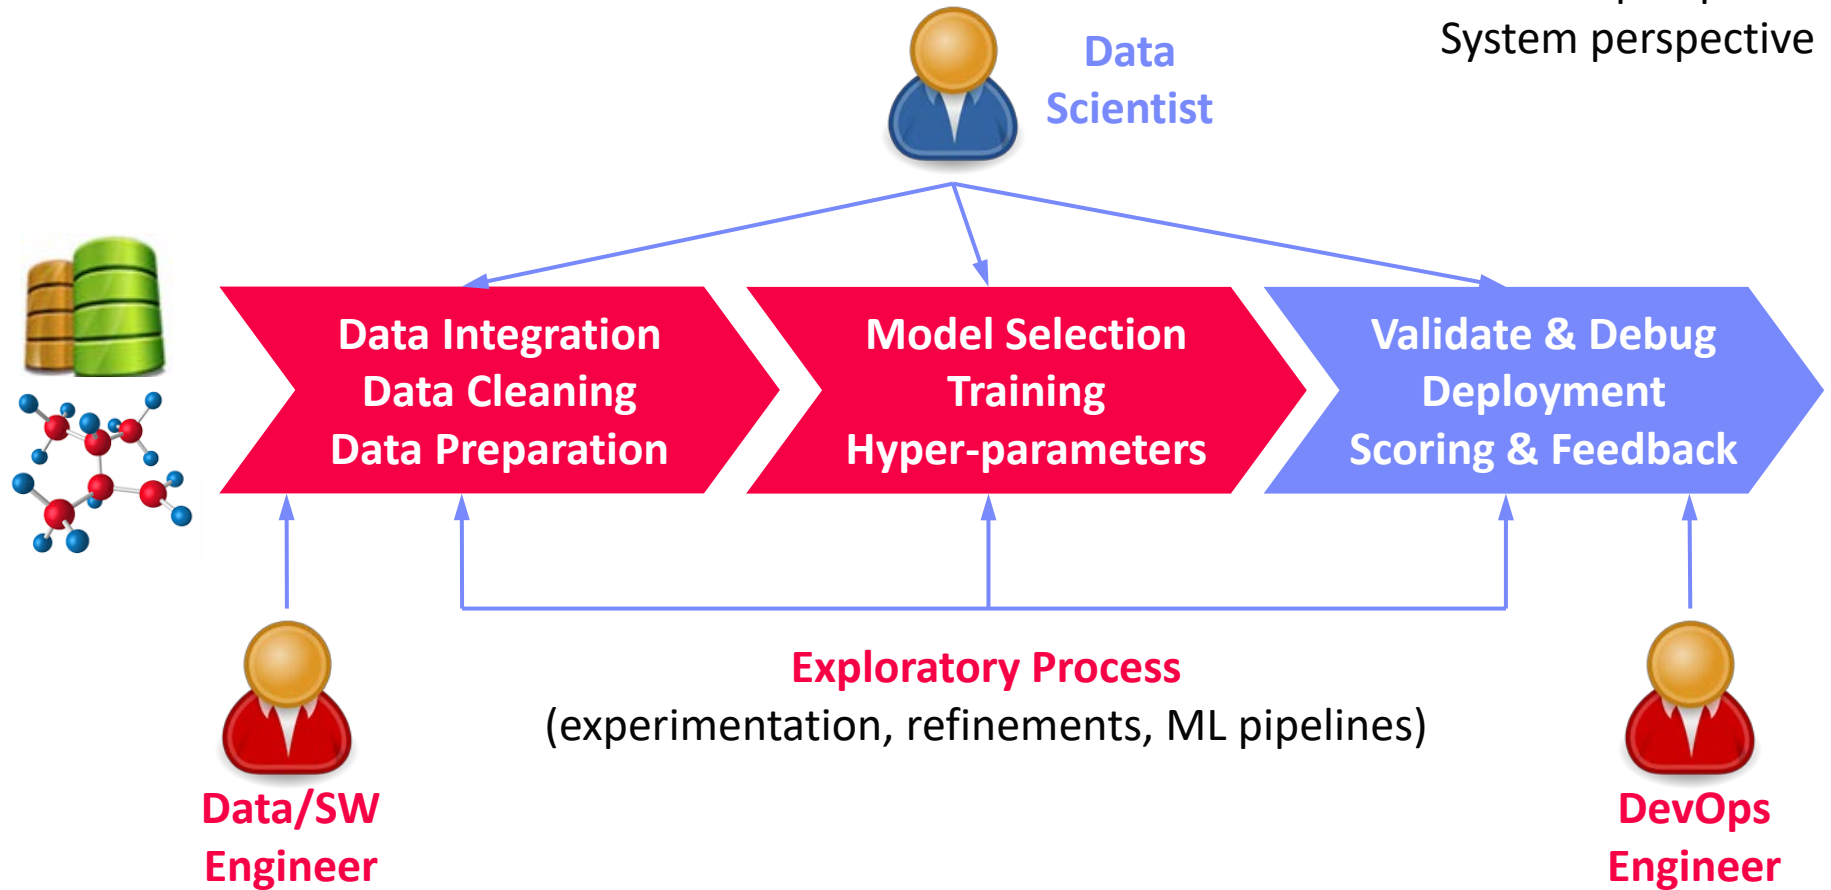 System perspective
Data
Scientist
Data Integration
Data Cleaning
Data Preparation
Model Selection
Training
Hyper-parameters
Validate & Debug
Deployment
Scoring & Feedback
Exploratory Process
(experimentation, refinements, ML pipelines)
Data/SW
Engineer
DevOps
Engineer